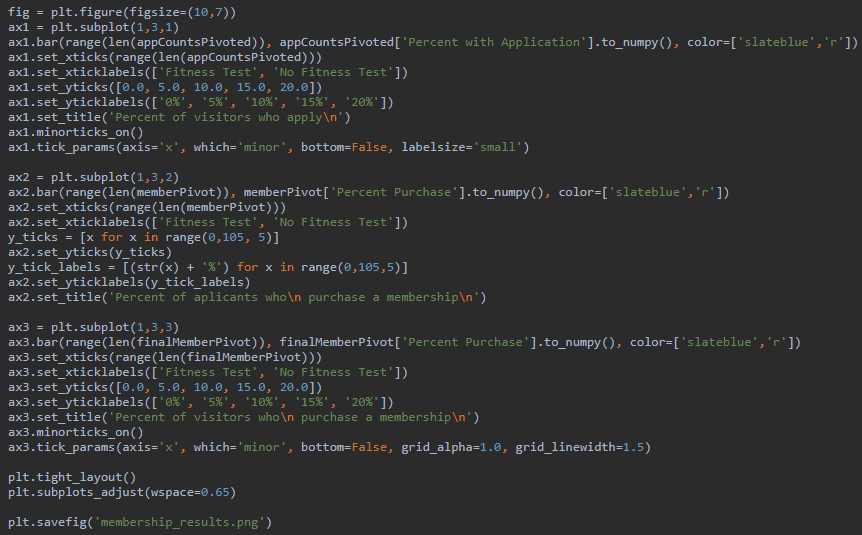 fig = plt.figure(figsize=(10,7))
ax1 = plt.subplot(1,3,1)
ax1.bar(range(len(appCountsPivoted)), appCountsPivoted['Percent with Application'].to_numpy(), color=['slateblue','r'])
ax1.set_xticks(range(len(appCountsPivoted)))
ax1.set_xticklabels(['Fitness Test', 'No Fitness Test'])
ax1.set_yticks([0.0, 5.0, 10.0, 15.0, 20.0])
ax1.set_yticklabels(['0%', '5%', '10%', '15%', '20%'])
ax1.set_title('Percent of visitors who apply\n')
ax1.minorticks_on()
ax1.tick_params(axis='x', which='minor', bottom=False, labelsize='small')

ax2 = plt.subplot(1,3,2)
ax2.bar(range(len(memberPivot)), memberPivot['Percent Purchase'].to_numpy(), color=['slateblue','r'])
ax2.set_xticks(range(len(memberPivot)))
ax2.set_xticklabels(['Fitness Test', 'No Fitness Test'])
y_ticks = [x for x in range(0,105, 5)]
ax2.set_yticks(y_ticks)
y_tick_labels = [(str(x) + '%') for x in range(0,105,5)]
ax2.set_yticklabels(y_tick_labels)
ax2.set_title('Percent of aplicants who\n purchase a membership\n')

ax3 = plt.subplot(1,3,3)
ax3.bar(range(len(finalMemberPivot)), finalMemberPivot['Percent Purchase'].to_numpy(), color=['slateblue','r'])
ax3.set_xticks(range(len(finalMemberPivot)))
ax3.set_xticklabels(['Fitness Test', 'No Fitness Test'])
ax3.set_yticks([0.0, 5.0, 10.0, 15.0, 20.0])
ax3.set_yticklabels(['0%', '5%', '10%', '15%', '20%'])
ax3.set_title('Percent of visitors who\n purchase a membership\n')
ax3.minorticks_on()
ax3.tick_params(axis='x', which='minor', bottom=False, grid_alpha=1.0, grid_linewidth=1.5)

plt.tight_layout()
plt.subplots_adjust(wspace=0.65)

plt.savefig('membership_results.png')